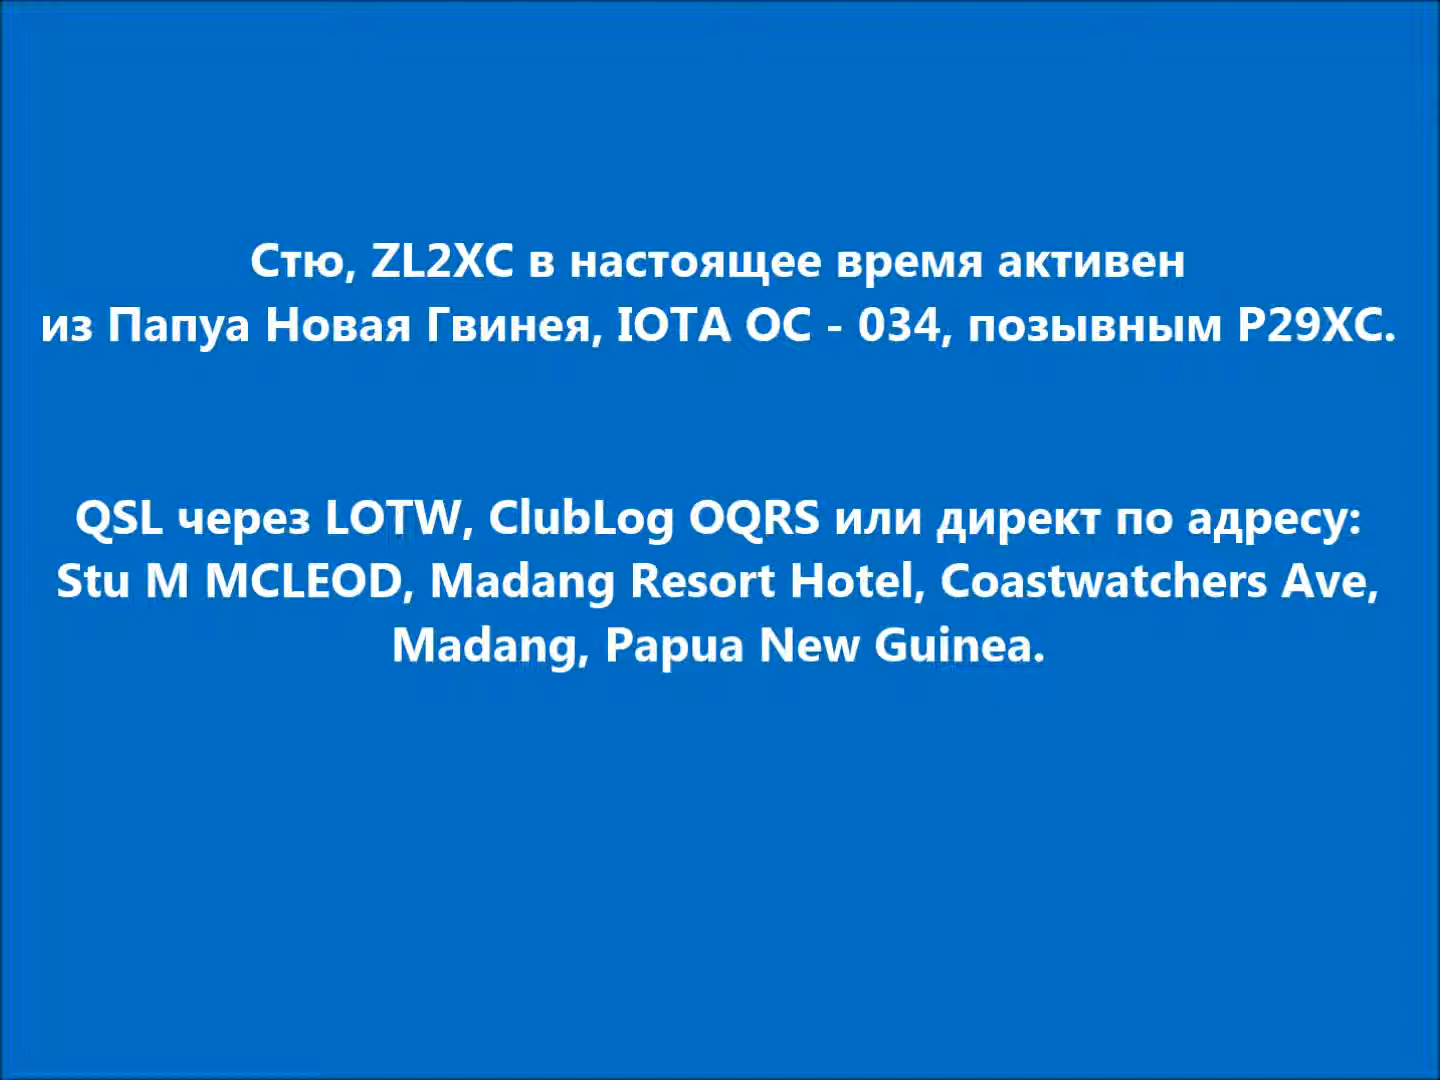 Стю, ZL2XC в настоящее время активен
из Папуа Новая Гвинея, IOTA OC - 034, позывным P29XC.
QSL через LOTW, ClubLog OQRS или директ по адресу:
Stu M MCLEOD, Madang Resort Hotel, Coastwatchers Ave,
Madang, Papua New Guinea.